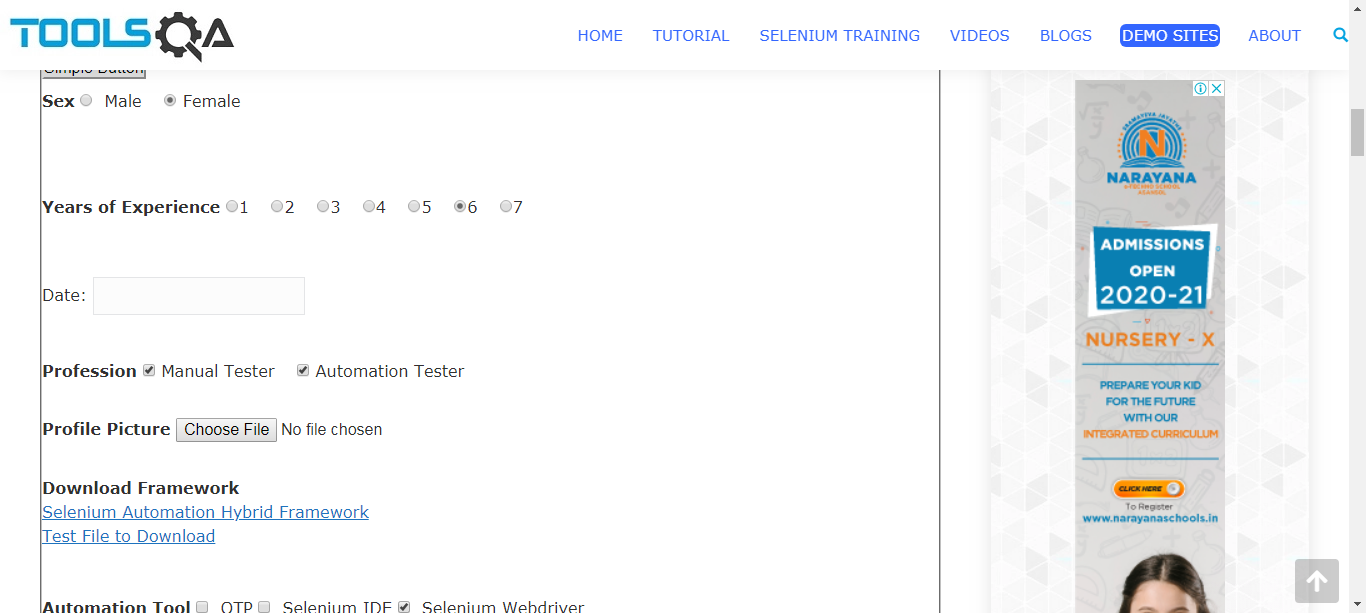 TOOLSQA
HOME TUTORIAL SELENIUM TRAINING VIDEOS BLOGS DEMO SITES ABOUT
Simple Button
Sex Male Female
Years of Experience 1 2 3 4 5 6 7
Date:
Profession Manual Tester Automation Tester
Profile Picture Choose File No file chosen
Download Framework
Selenium Automation Hybrid Framework
Test File to Download
Automation Tool QTP Selenium IDE Selenium Webdriver
NARAYANA
ADMISSIONS
OPEN
2020-21
NURSERY - X
PREPARE YOUR KID
FOR THE FUTURE
WITH OUR
INTEGRATED CURRICULUM
CLICK HERE
To Register
www.narayanaschools.in